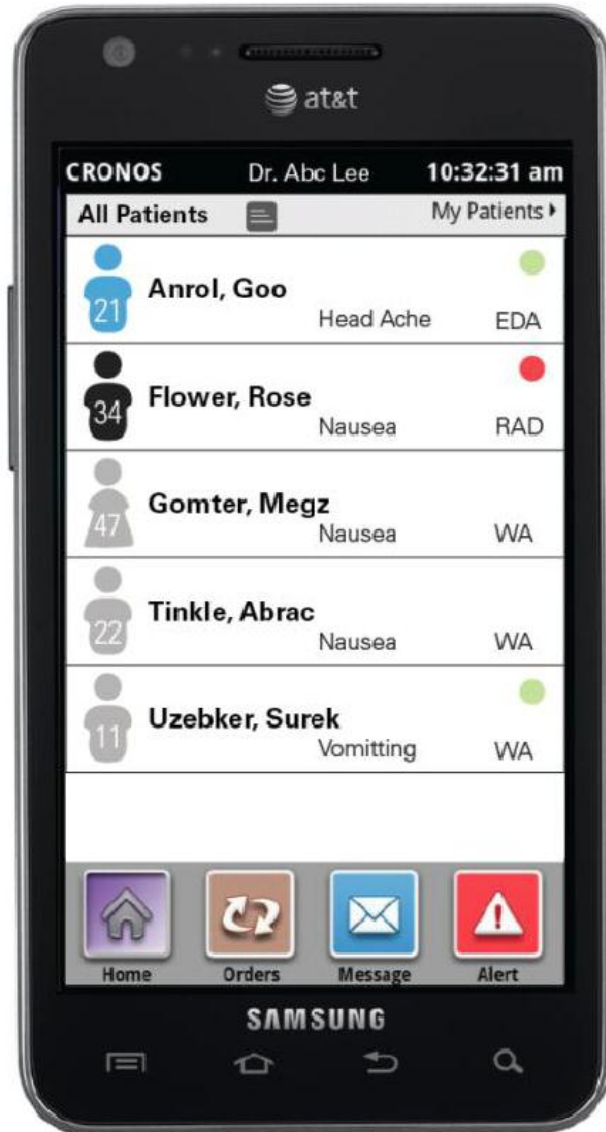 at&t
CRONOS Dr. Abc Lee 10:32:31 am
All Patients My Patients
21 Anrol, Goo
Head Ache EDA
34 Flower, Rose
Nausea RAD
47 Gomter, Megz
Nausea WA
22 Tinkle, Abrac
Nausea WA
11 Uzebker, Surek
Vomitting WA
Home Orders Message Alert
SAMSUNG